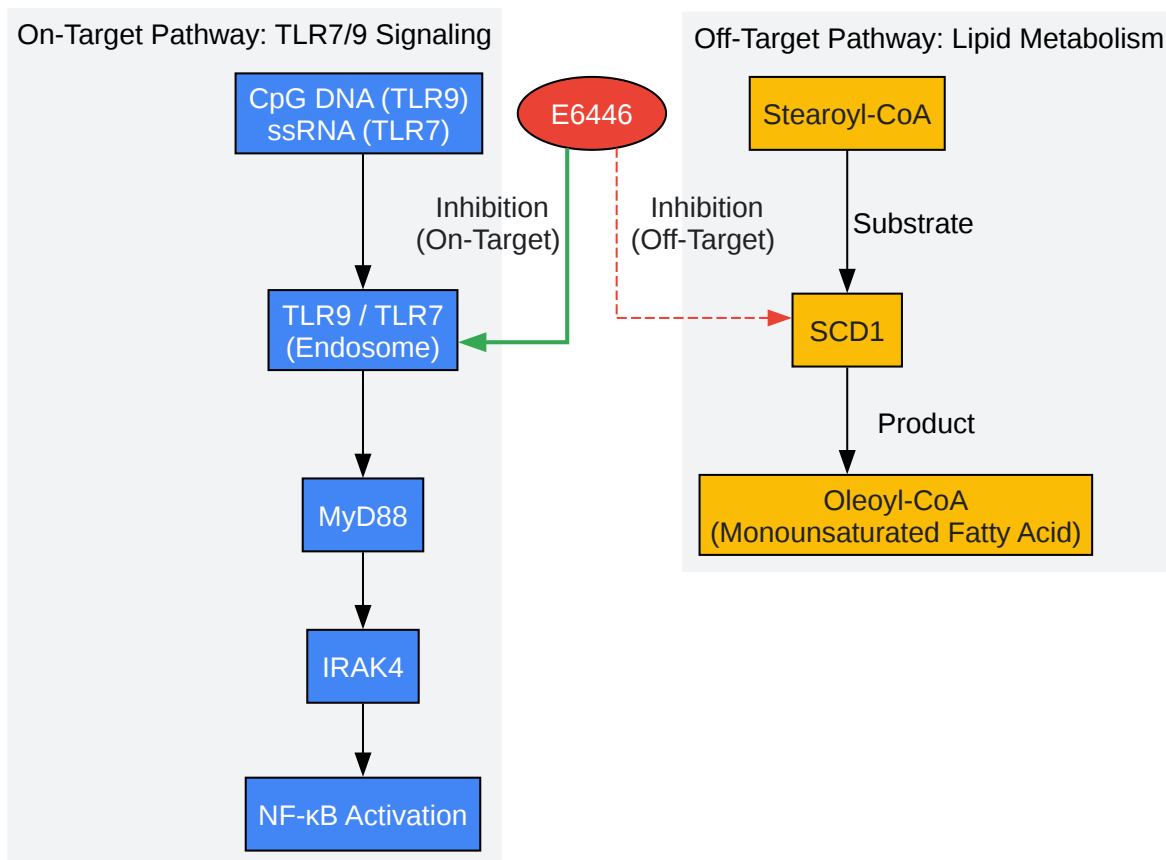 On-Target Pathway: TLR7/9 Signaling
CpG DNA (TLR9)
ssRNA (TLR7)
TLR9 / TLR7
(Endosome)
MyD88
IRAK4
NF-κB Activation
E6446
Inhibition
(On-Target)
Inhibition
(Off-Target)
Off-Target Pathway: Lipid Metabolism
Stearoyl-CoA
Substrate
SCD1
Product
Oleoyl-CoA
(Monounsaturated Fatty Acid)